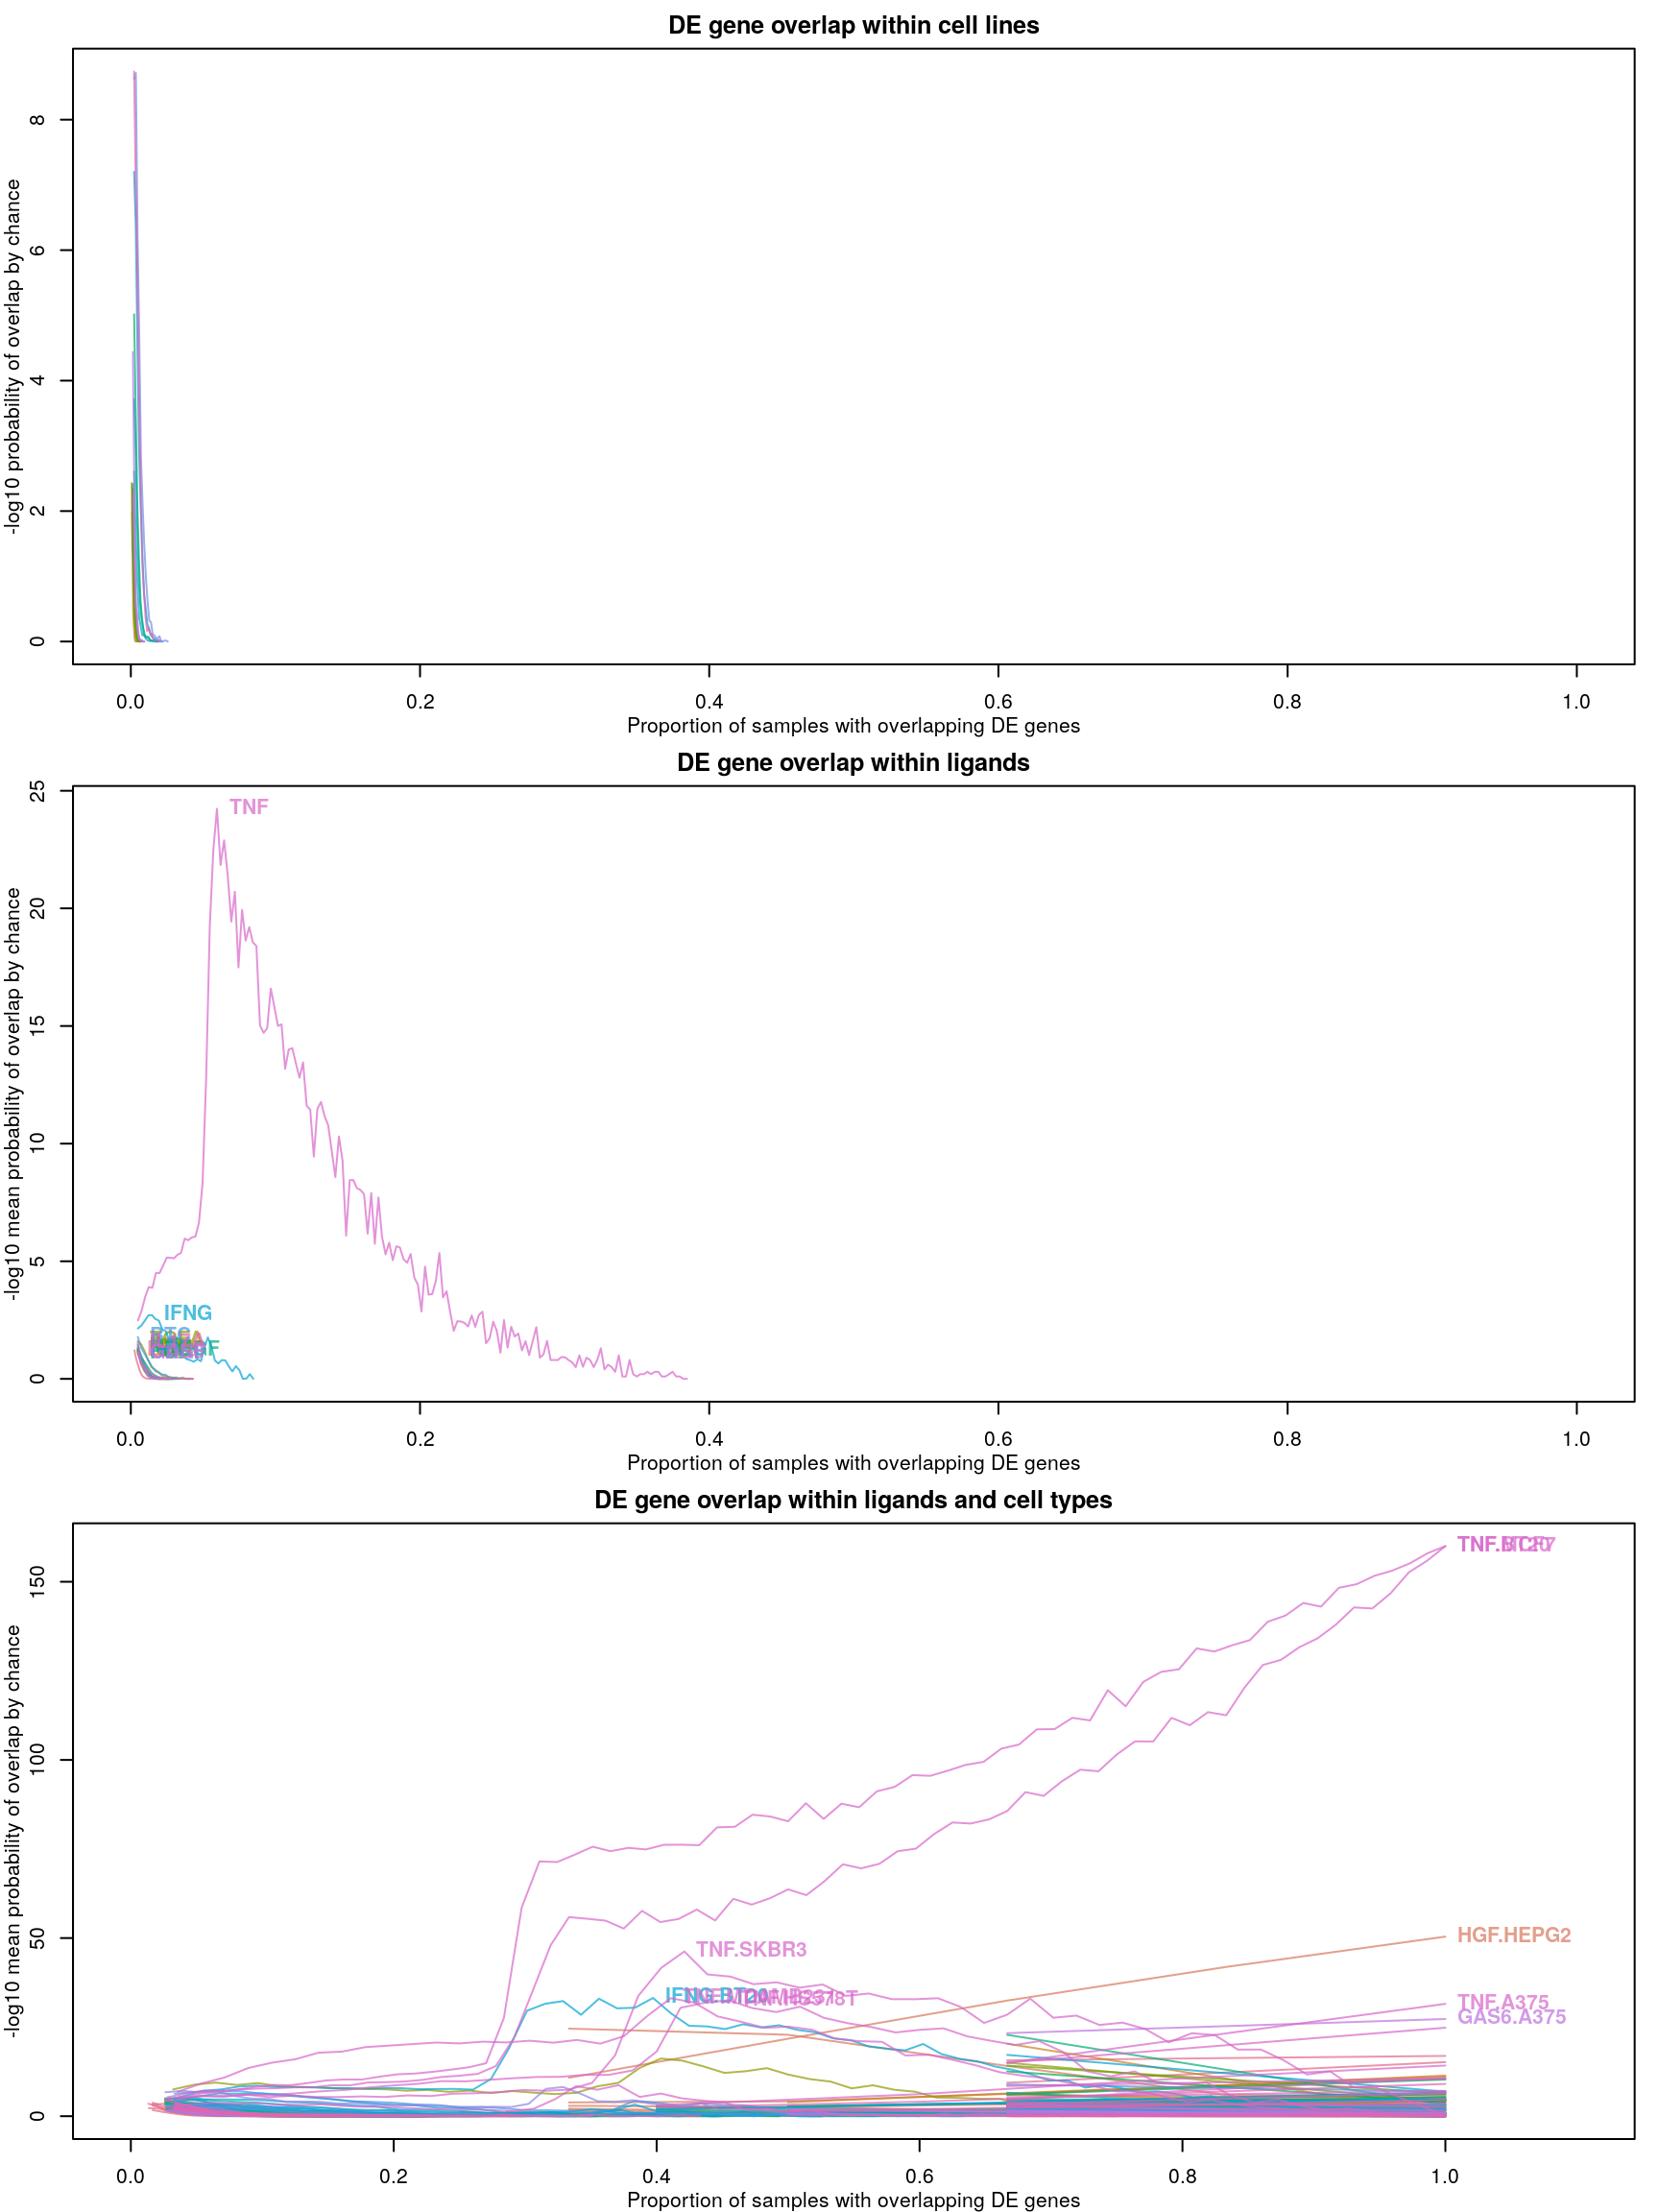 DE gene overlap within cell lines
-log10 probability of overlap by chance
8
6
4
2
0
0.0 0.2 0.4 0.6 0.8 1.0
Proportion of samples with overlapping DE genes
DE gene overlap within ligands
-log10 mean probability of overlap by chance
25
20
15
10
5
0
TNF
IFNG
0.0 0.2 0.4 0.6 0.8 1.0
Proportion of samples with overlapping DE genes
DE gene overlap within ligands and cell types
-log10 mean probability of overlap by chance
150
100
50
0
HGF.HEPG2
TNF.SKBR3
TNF.A375
GAS6.A375
0.0 0.2 0.4 0.6 0.8 1.0
Proportion of samples with overlapping DE genes